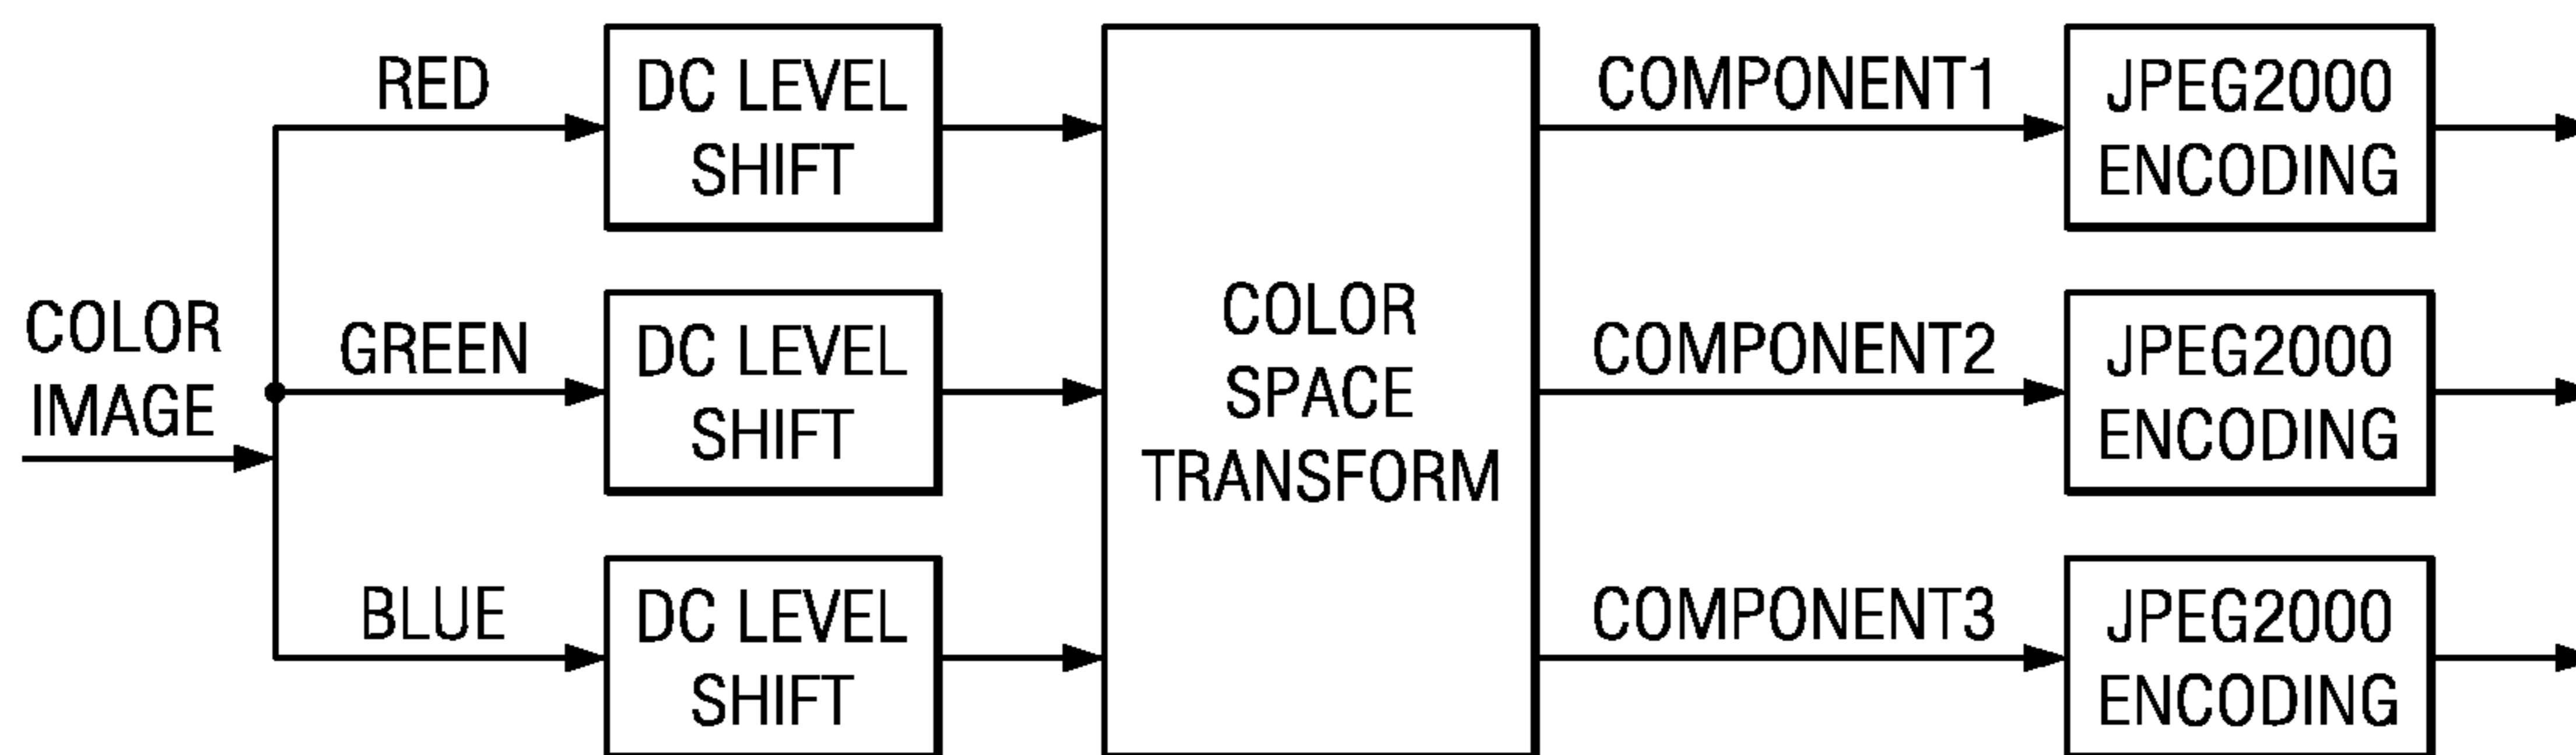 COLOR
IMAGE
RED
GREEN
BLUE
DC LEVEL
SHIFT
DC LEVEL
SHIFT
DC LEVEL
SHIFT
COLOR
SPACE
TRANSFORM
COMPONENT1
COMPONENT2
COMPONENT3
JPEG2000
ENCODING
JPEG2000
ENCODING
JPEG2000
ENCODING